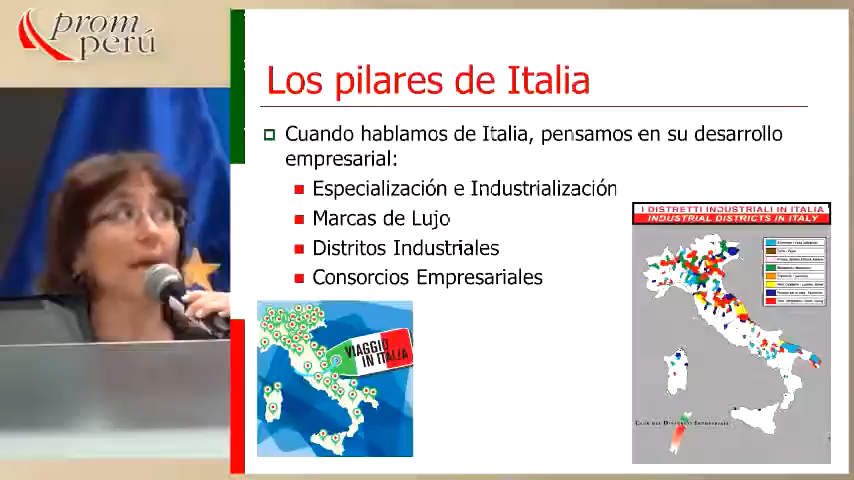 prom
perú
Los pilares de Italia
Cuando hablamos de Italia, pensamos en su desarrollo
empresarial:
Especialización e Industrialización
Marcas de Lujo
Distritos Industriales
Consorcios Empresariales
I DISTRETTI INDUSTRIALI IN ITALIA
INDUSTRIAL DISTRICTS IN ITALY
VIAGGIO
IN ITALIA